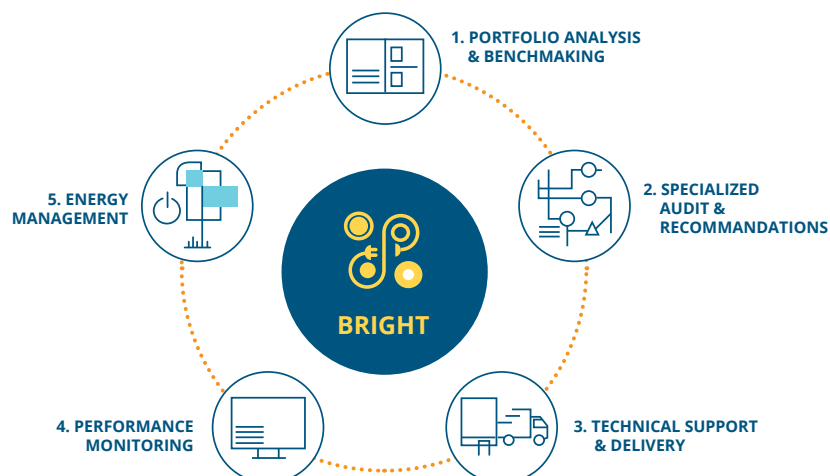 1. PORTFOLIO ANALYSIS
& BENCHMAKING
2. SPECIALIZED
AUDIT &
RECOMMANDATIONS
3. TECHNICAL SUPPORT
& DELIVERY
4. PERFORMANCE
MONITORING
5. ENERGY
MANAGEMENT
BRIGHT